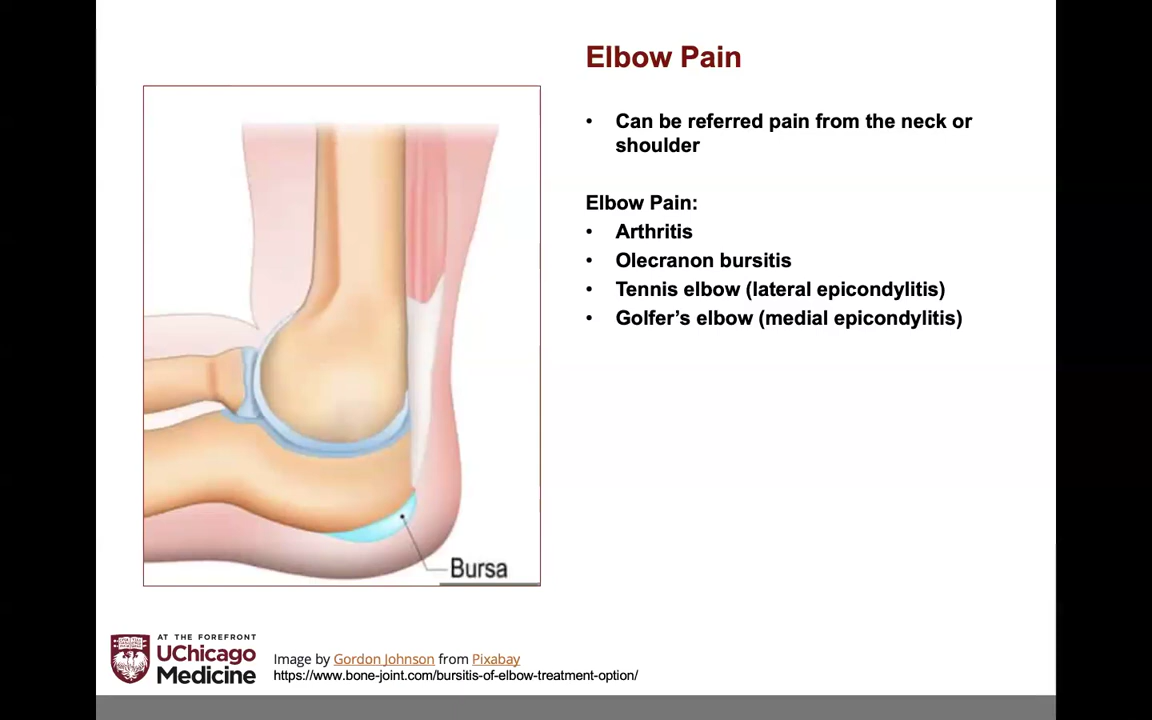 Elbow Pain
• Can be referred pain from the neck or
shoulder
Elbow Pain:
• Arthritis
• Olecranon bursitis
• Tennis elbow (lateral epicondylitis)
• Golfer’s elbow (medial epicondylitis)
Bursa
AT THE FOREFRONT
UChicago
Medicine
Image by Gordon Johnson from Pixabay
https://www.bone-joint.com/bursitis-of-elbow-treatment-option/